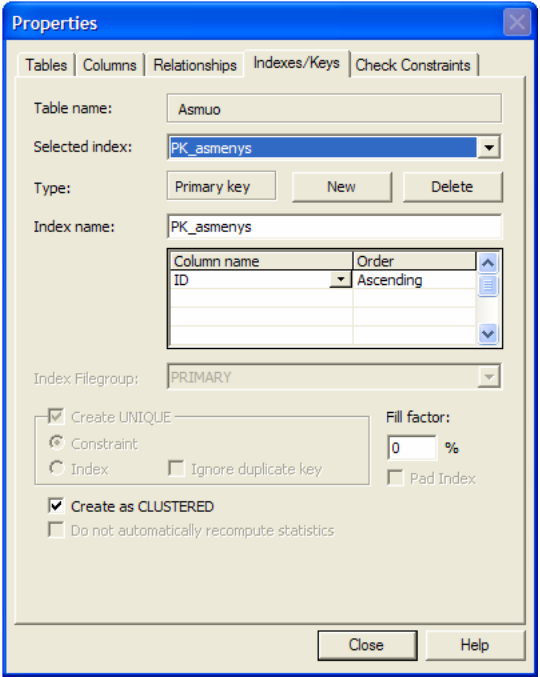 Properties
Tables Columns Relationships Indexes/Keys Check Constraints
Table name: Asmuo
Selected index: PK_asmenys
Type: Primary key New Delete
Index name: PK_asmenys
Column name Order
ID Ascending
Index Filegroup: PRIMARY
Create UNIQUE Fill factor:
Constraint 0 %
Index Ignore duplicate key Pad Index
Create as CLUSTERED
Do not automatically recompute statistics
Close Help